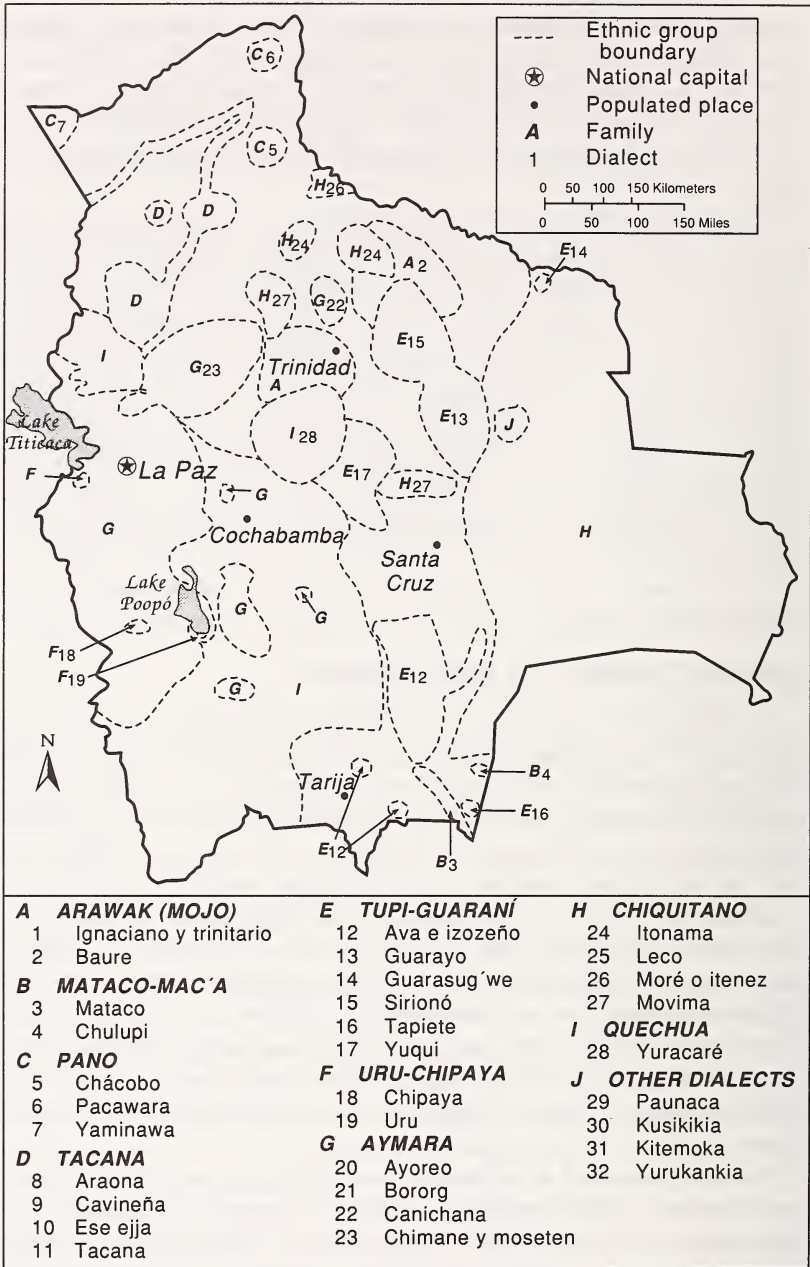 Ethnic group
boundary
National capital
Populated place
A Family
1 Dialect
0 50 100 150 Kilometers
0 50 100 150 Miles
C6
C7
C5
H26
D
D
H24
H24
A2
E14
D
H27
G22
E15
I
G23
Trinidad
A
Lake
Titicaca
I28
E13
J
F
La Paz
E17
G
H27
G
Cochabamba
H
Santa
Cruz
Lake
Poopó
G
G
F18
F19
E12
G
I
N
B4
Tarija
E16
E12
B3
A ARAWAK (MOJO)
1 Ignaciano y trinitario
2 Baure
B MATACO-MAC´A
3 Mataco
4 Chulupi
C PANO
5 Chácobo
6 Pacawara
7 Yaminawa
D TACANA
8 Araona
9 Cavineña
10 Ese ejja
11 Tacana
E TUPI-GUARANÍ
12 Ava e izozeño
13 Guarayo
14 Guarasug´we
15 Sirionó
16 Tapiete
17 Yuqui
F URU-CHIPAYA
18 Chipaya
19 Uru
G AYMARA
20 Ayoreo
21 Bororg
22 Canichana
23 Chimane y moseten
H CHIQUITANO
24 Itonama
25 Leco
26 Moré o itenez
27 Movima
I QUECHUA
28 Yuracaré
J OTHER DIALECTS
29 Paunaca
30 Kusikikia
31 Kitemoka
32 Yurukankia